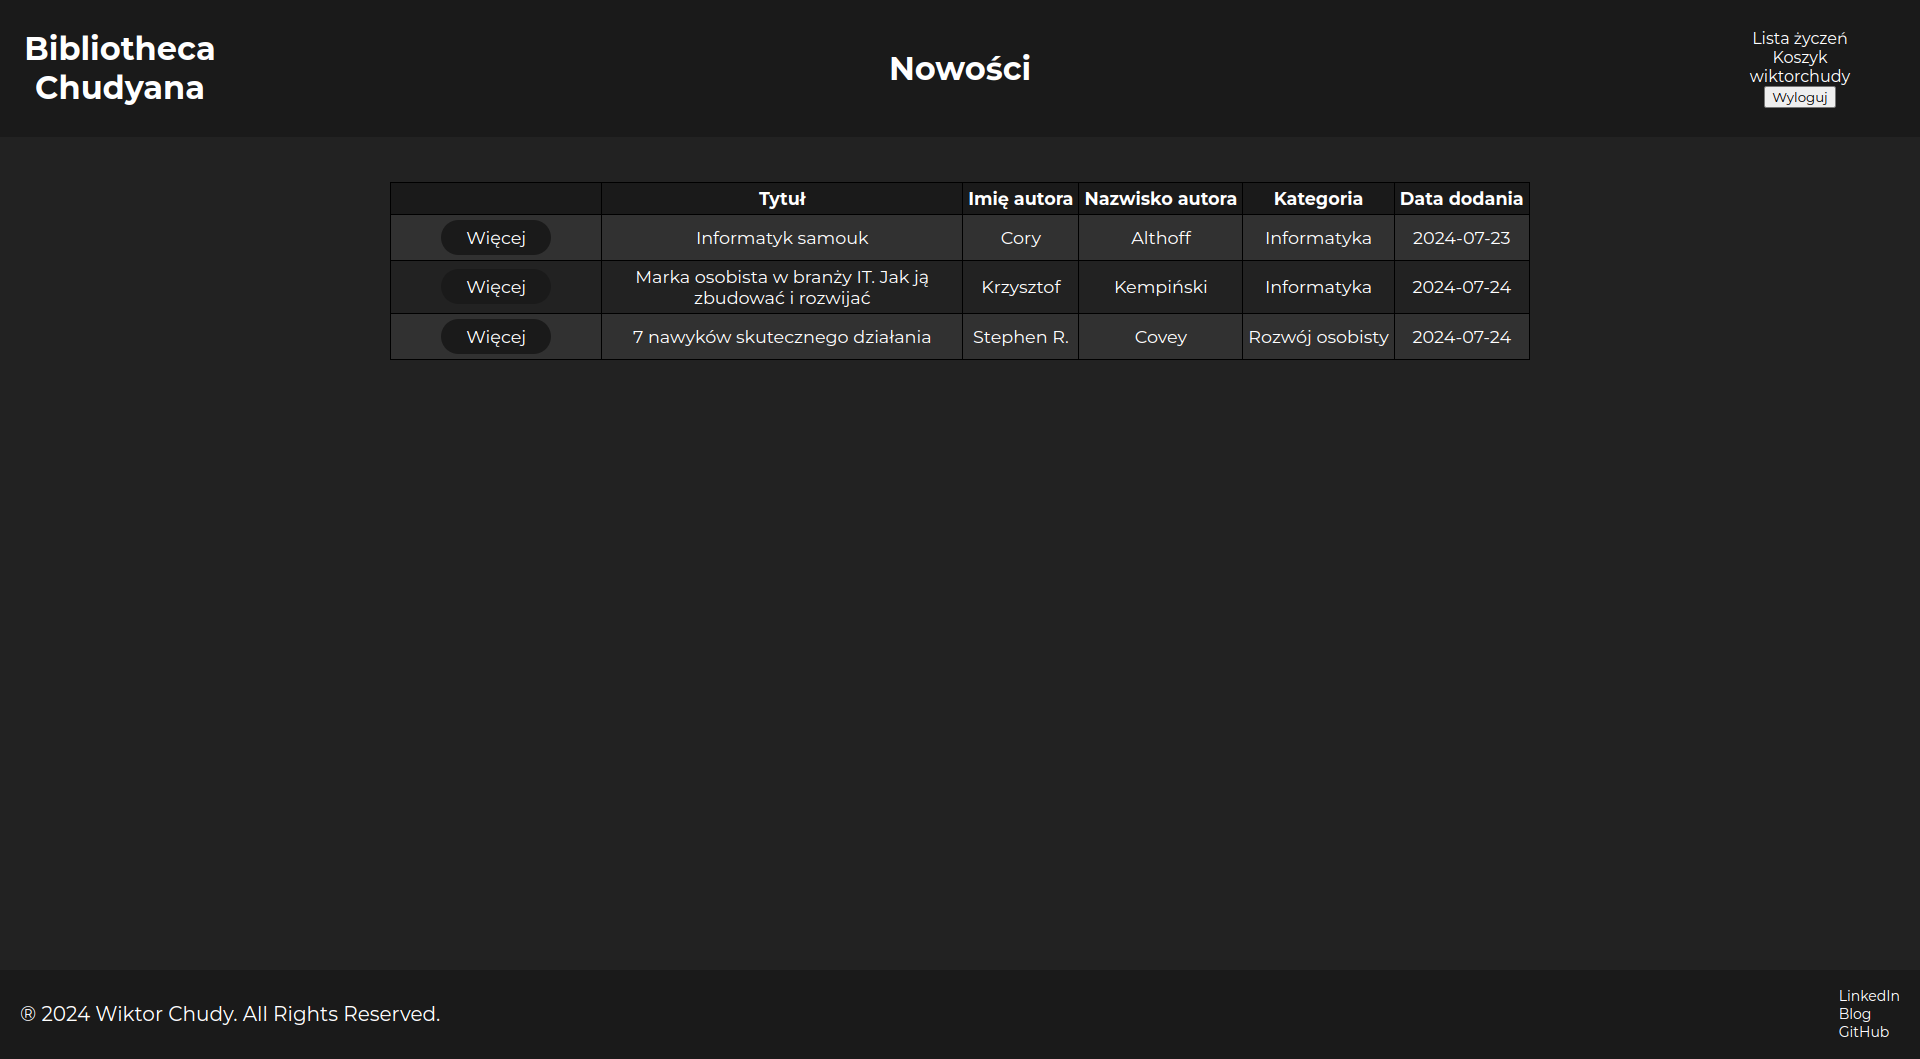 Bibliotheca
Chudyana
Nowości
Lista życzeń
Koszyk
wiktorchudy
Wyloguj
Tytuł Imię autora Nazwisko autora Kategoria Data dodania
Więcej Informatyk samouk Cory Althoff Informatyka 2024-07-23
Więcej Marka osobista w branży IT. Jak ją
zbudować i rozwijać Krzysztof Kempiński Informatyka 2024-07-24
Więcej 7 nawyków skutecznego działania Stephen R. Covey Rozwój osobisty 2024-07-24
® 2024 Wiktor Chudy. All Rights Reserved.
LinkedIn
Blog
GitHub